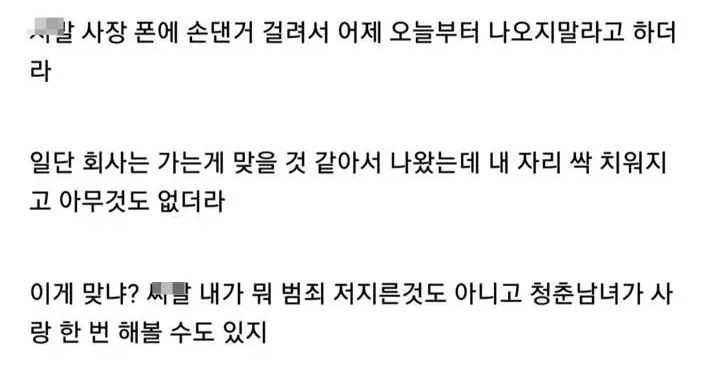 사장 폰에 손댄거 걸려서 어제 오늘부터 나오지말라고 하더
라
일단 회사는 가는게 맞을 것 같아서 나왔는데 내 자리 싹 치워지
고 아무것도 없더라
이게 맞냐? 내가 뭐 범죄 저지른것도 아니고 청춘남녀가 사
랑 한 번 해볼 수도 있지